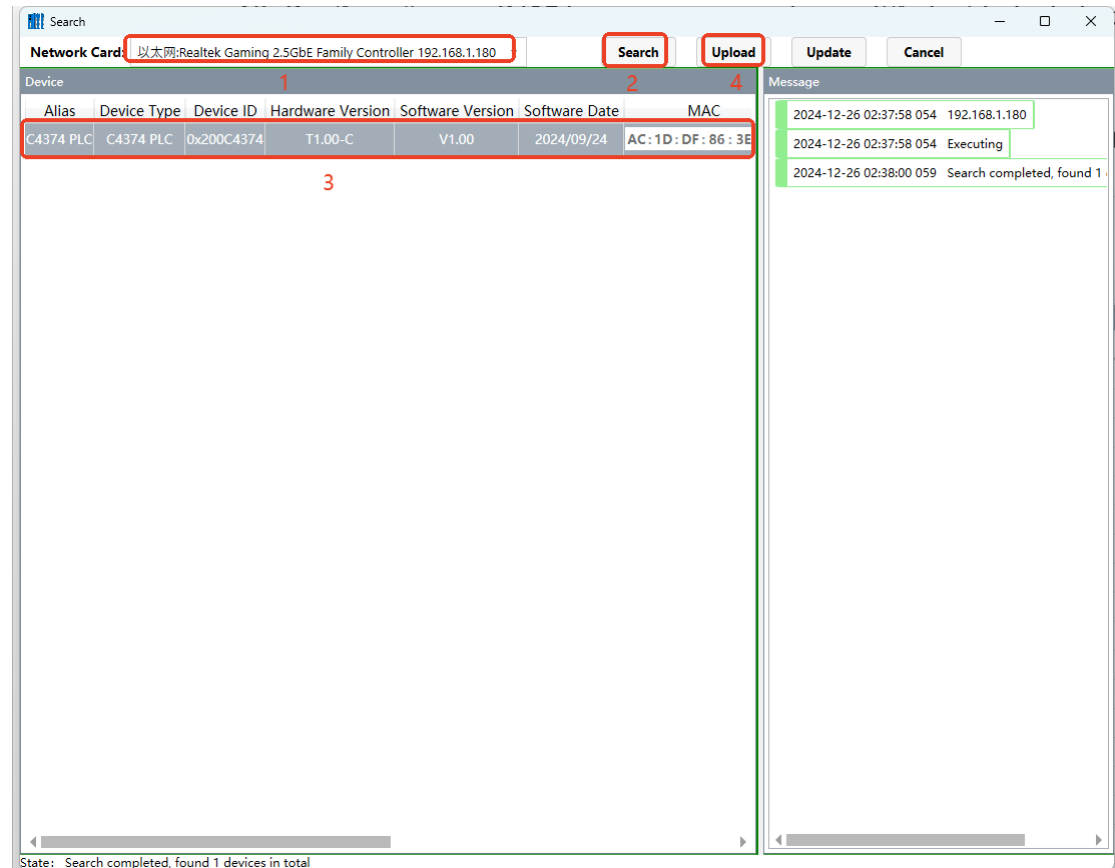 Search
Network Card: 以太网:Realtek Gaming 2.5GbE Family Controller 192.168.1.180 Search Upload Update Cancel
Device 1 2 4 Message
Alias Device Type Device ID Hardware Version Software Version Software Date MAC
C4374 PLC C4374 PLC 0x200C4374 T1.00-C V1.00 2024/09/24 AC:1D:DF:86:3E
3
2024-12-26 02:37:58 054 192.168.1.180
2024-12-26 02:37:58 054 Executing
2024-12-26 02:38:00 059 Search completed, found 1
State: Search completed, found 1 devices in total